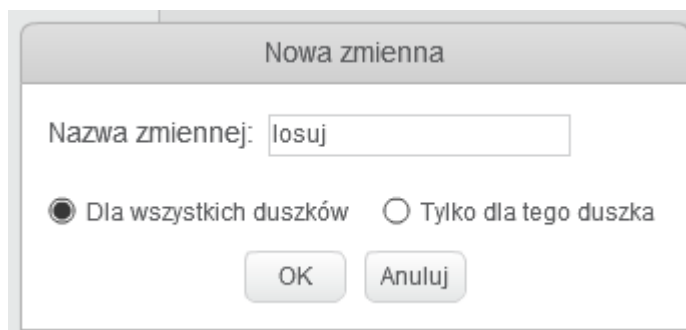 Nowa zmienna
Nazwa zmiennej: losuj
Dla wszystkich duszków Tylko dla tego duszka
OK Anuluj